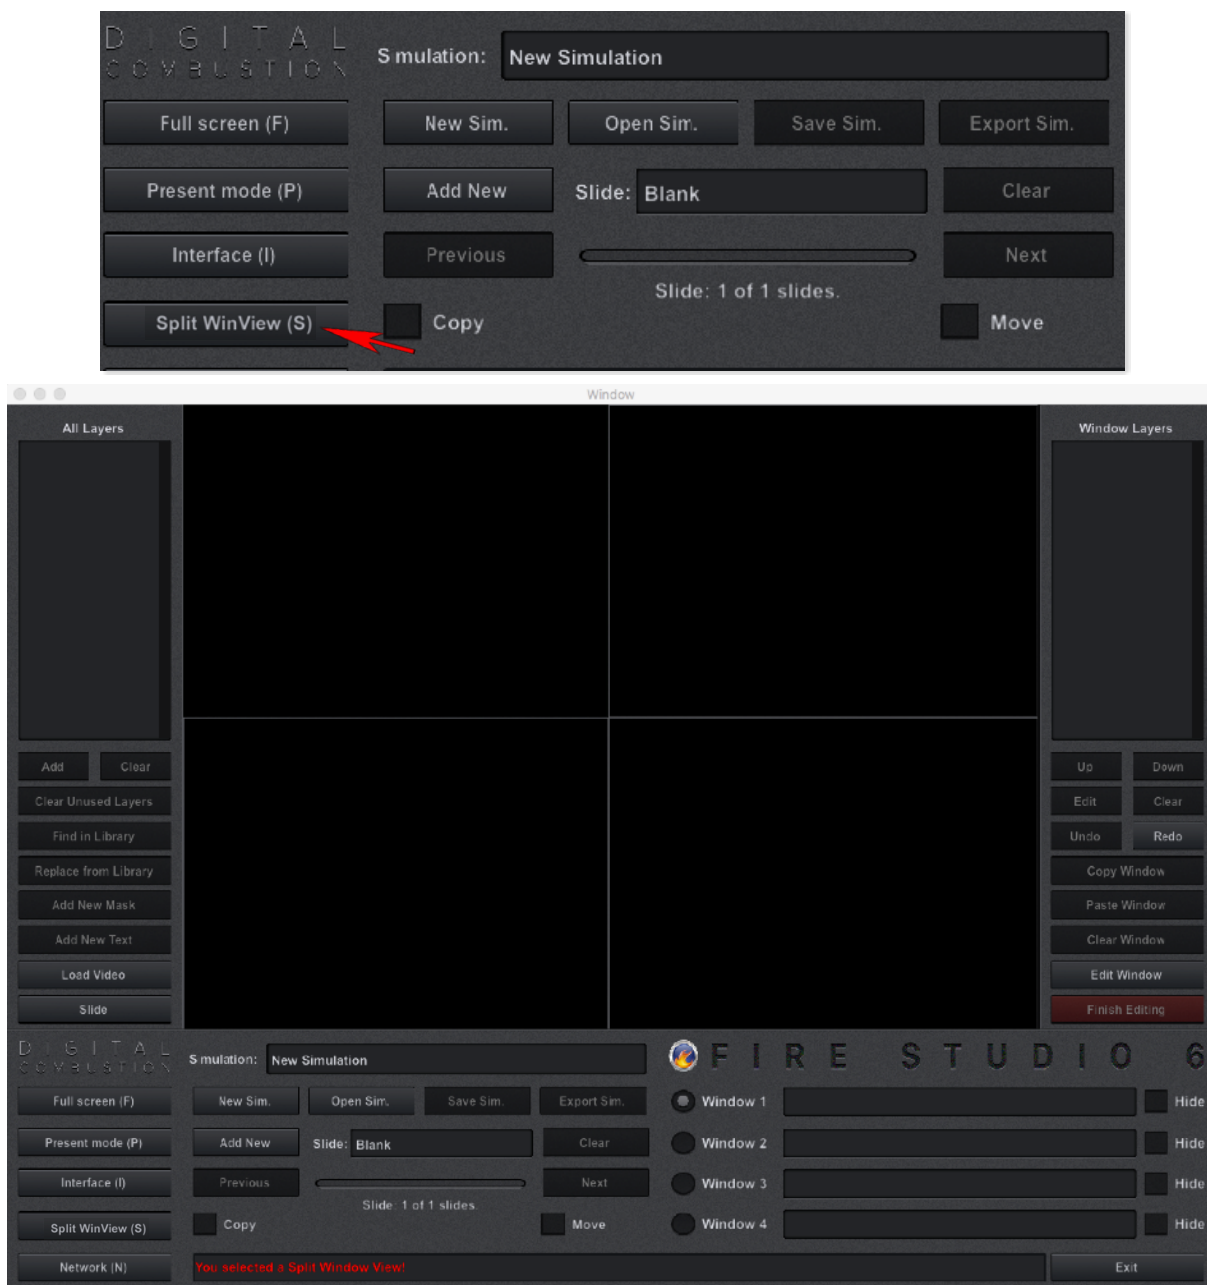 DIGITAL
COMBUSTION
S mulation: New Simulation
Full screen (F) New Sim. Open Sim. Save Sim. Export Sim.
Present mode (P) Add New Slide: Blank Clear
Interface (I) Previous Next
Slide: 1 of 1 slides.
Split WinView (S) Copy Move
Window
All Layers Window Layers
Add Clear Up Down
Clear Unused Layers Edit Clear
Find in Library Undo Redo
Replace from Library Copy Window
Add New Mask Paste Window
Add New Text Clear Window
Load Video Edit Window
Slide Finish Editing
DIGITAL
COMBUSTION
S mulation: New Simulation FIRE STUDIO 6
Full screen (F) New Sim. Open Sim. Save Sim. Export Sim. Window 1 Hide
Present mode (P) Add New Slide: Blank Clear Window 2 Hide
Interface (I) Previous Next Window 3 Hide
Slide: 1 of 1 slides.
Split WinView (S) Copy Move Window 4 Hide
Network (N) You selected a Split Window View! Exit